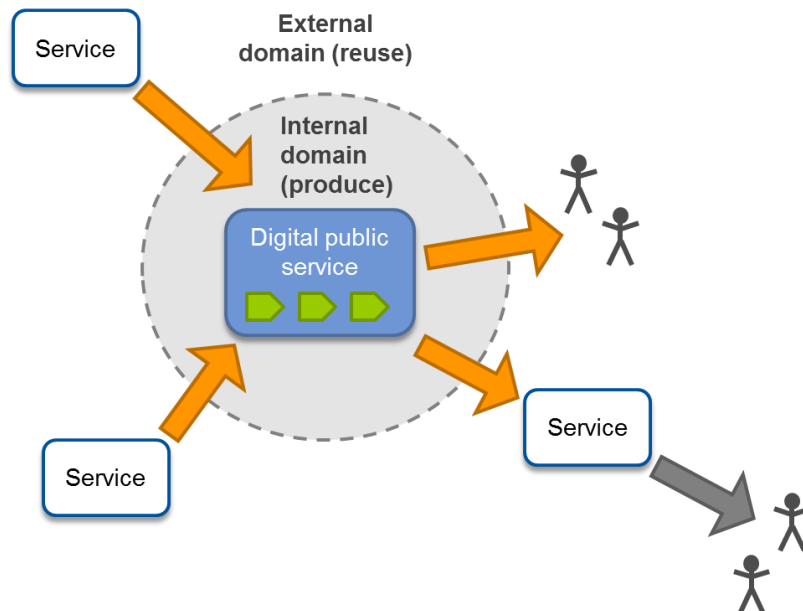 Service
External
domain (reuse)
Internal
domain
(produce)
Digital public
service
Service
Service